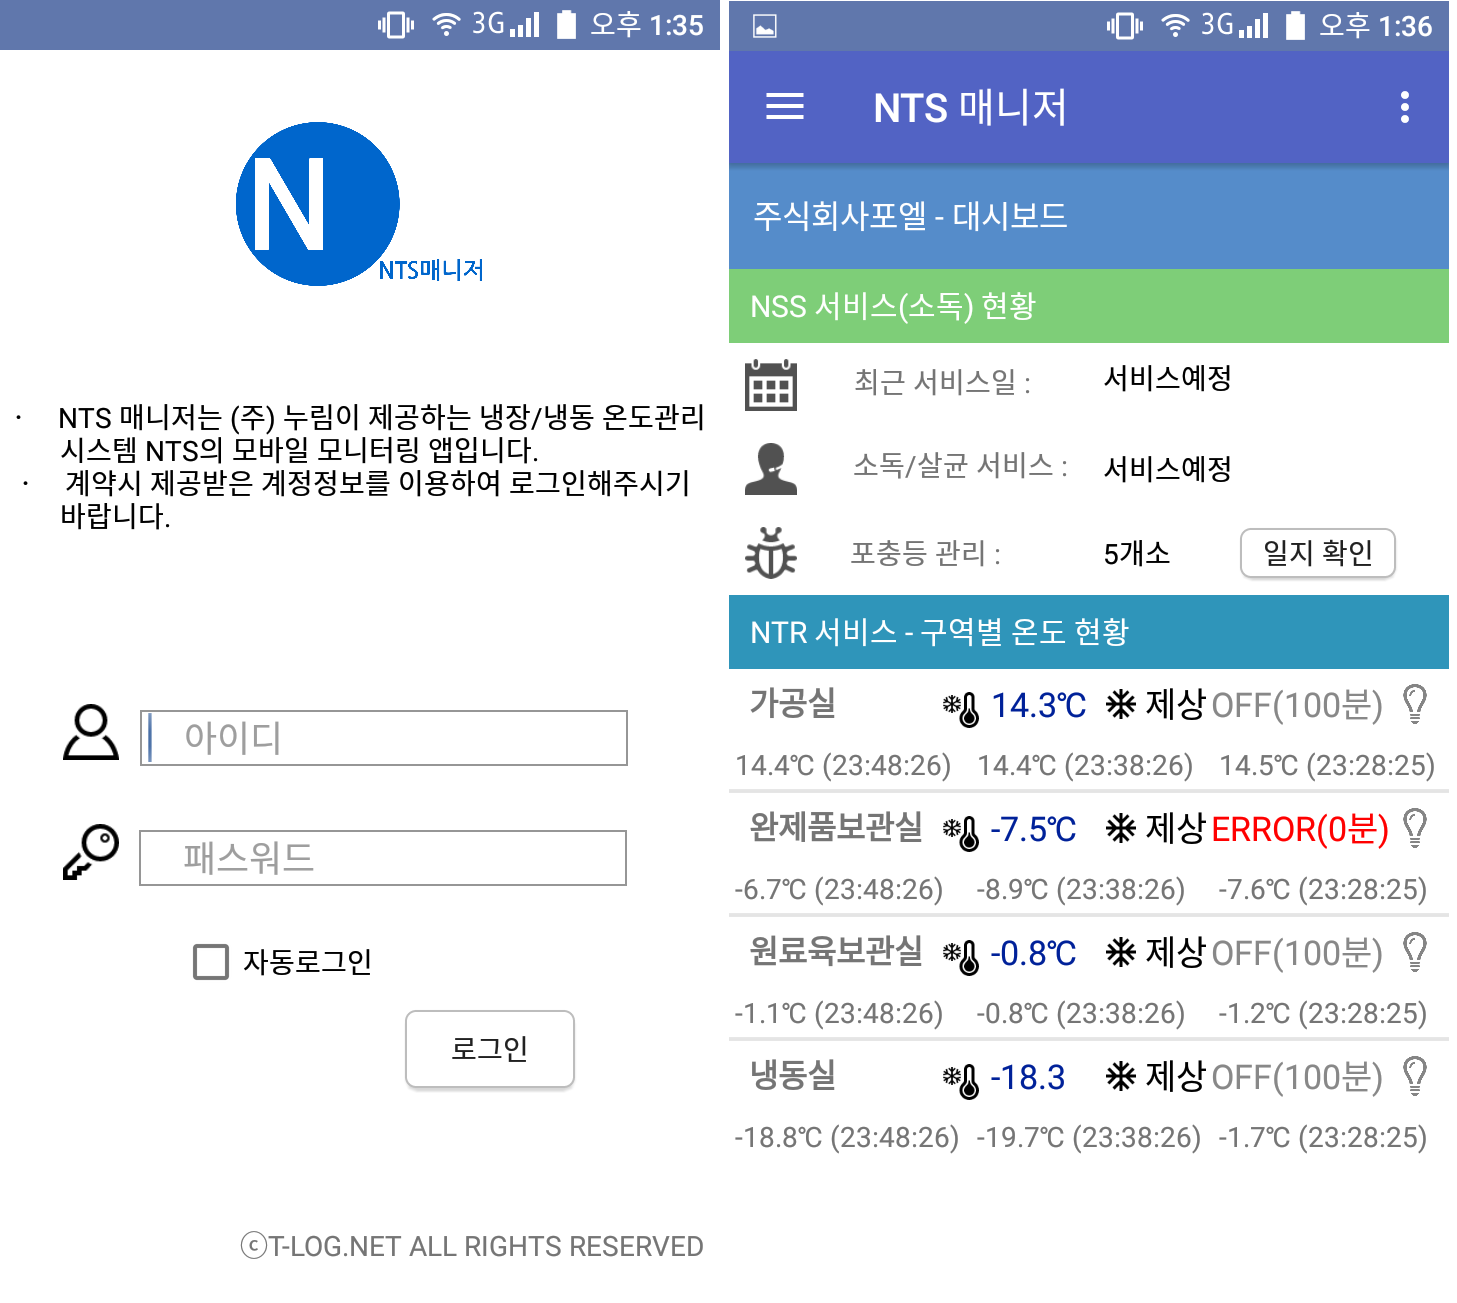 3G 오후 1:35
N
NTS매니저
· NTS 매니저는 (주) 누림이 제공하는 냉장/냉동 온도관리
시스템 NTS의 모바일 모니터링 앱입니다.
· 계약시 제공받은 계정정보를 이용하여 로그인해주시기
바랍니다.
아이디
패스워드
자동로그인
로그인
ⓒT-LOG.NET ALL RIGHTS RESERVED
3G 오후 1:36
NTS 매니저
주식회사포엘 - 대시보드
NSS 서비스(소독) 현황
최근 서비스일 : 서비스예정
소독/살균 서비스 : 서비스예정
포충등 관리 : 5개소 일지 확인
NTR 서비스 - 구역별 온도 현황
가공실 14.3℃ 제상 OFF(100분)
14.4℃ (23:48:26) 14.4℃ (23:38:26) 14.5℃ (23:28:25)
완제품보관실 -7.5℃ 제상 ERROR(0분)
-6.7℃ (23:48:26) -8.9℃ (23:38:26) -7.6℃ (23:28:25)
원료육보관실 -0.8℃ 제상 OFF(100분)
-1.1℃ (23:48:26) -0.8℃ (23:38:26) -1.2℃ (23:28:25)
냉동실 -18.3 제상 OFF(100분)
-18.8℃ (23:48:26) -19.7℃ (23:38:26) -1.7℃ (23:28:25)